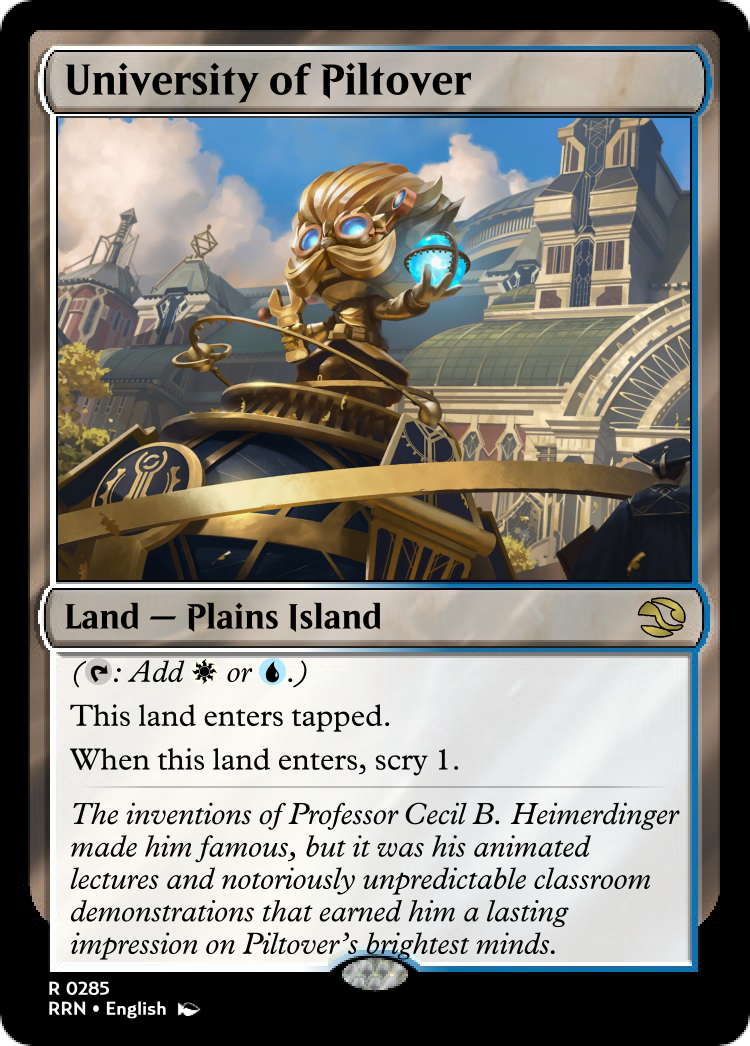 University of Piltover
Land — Plains Island
(: Add or .)
This land enters tapped.
When this land enters, scry 1.
The inventions of Professor Cecil B. Heimerdinger
made him famous, but it was his animated
lectures and notoriously unpredictable classroom
demonstrations that earned him a lasting
impression on Piltover's brightest minds.
R 0285
RRN • English